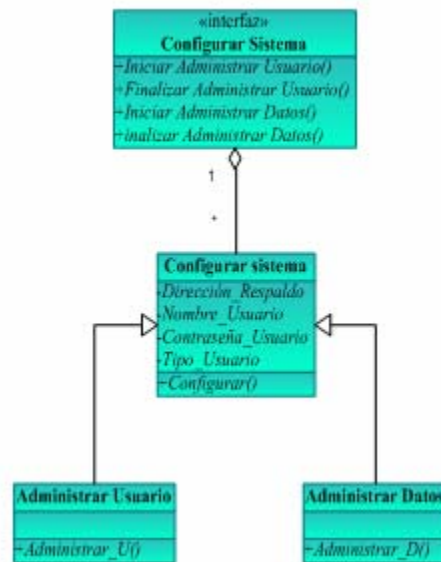 «interfaz»
Configurar Sistema
+Iniciar Administrar Usuario()
+Finalizar Administrar Usuario()
+Iniciar Administrar Datos()
+inalizar Administrar Datos()
1
*
Configurar sistema
-Dirección_Respaldo
-Nombre_Usuario
-Contraseña_Usuario
-Tipo_Usuario
+Configurar()
Administrar Usuario
+Administrar_U()
Administrar Datos
+Administrar_D()